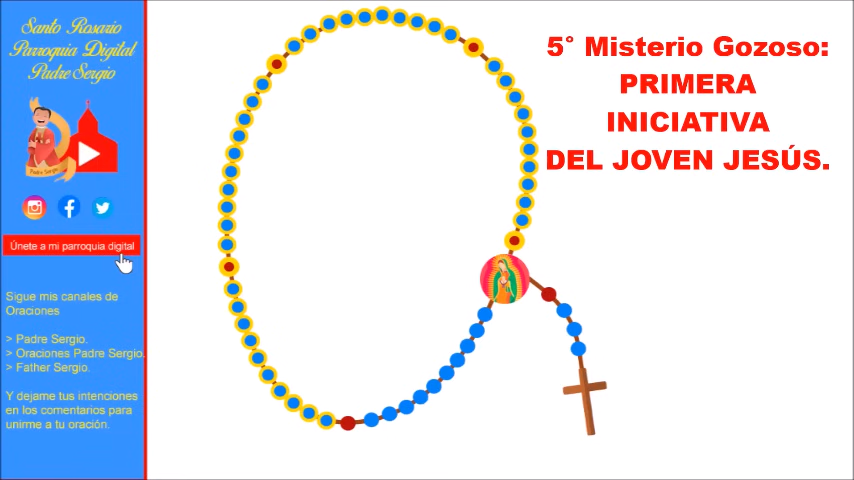 Santo Rosario
Parroquia Digital
Padre Sergio
Padre Sergio
Únete a mi parroquia digital
Sigue mis canales de
Oraciones
> Padre Sergio.
> Oraciones Padre Sergio.
> Father Sergio.
Y dejame tus intenciones
en los comentarios para
unirme a tu oración.
5° Misterio Gozoso:
PRIMERA
INICIATIVA
DEL JOVEN JESÚS.